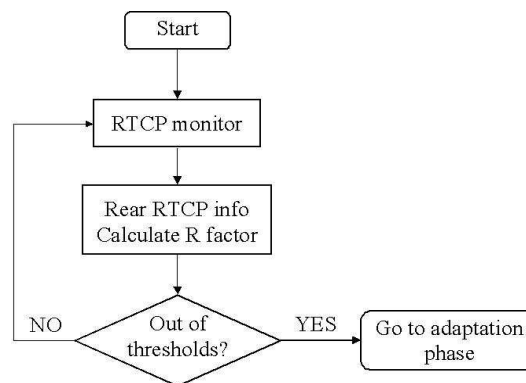 Start
RTCP monitor
Rear RTCP info
Calculate R factor
NO
Out of
thresholds?
YES
Go to adaptation
phase